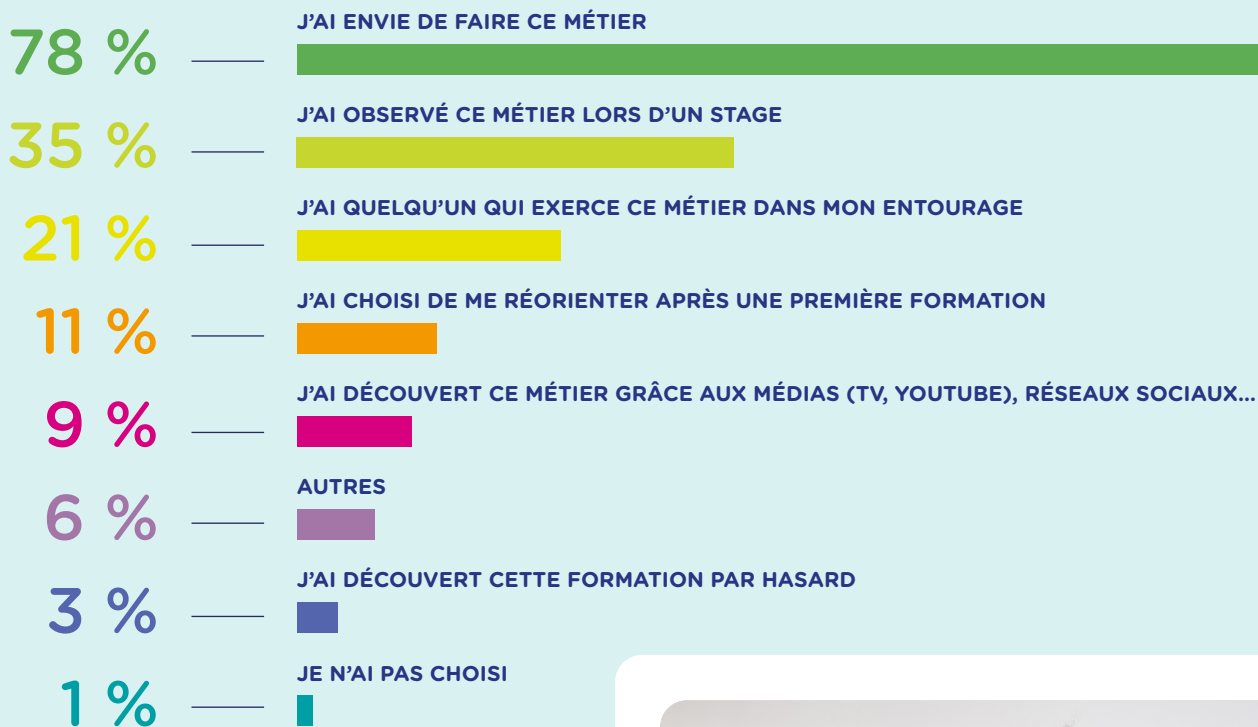 J’AI ENVIE DE FAIRE CE MÉTIER
78 %
J’AI OBSERVÉ CE MÉTIER LORS D’UN STAGE
35 %
J’AI QUELQU’UN QUI EXERCE CE MÉTIER DANS MON ENTOURAGE
21 %
J’AI CHOISI DE ME RÉORIENTER APRÈS UNE PREMIÈRE FORMATION
11 %
J’AI DÉCOUVERT CE MÉTIER GRÂCE AUX MÉDIAS (TV, YOUTUBE), RÉSEAUX SOCIAUX...
9 %
AUTRES
6 %
J’AI DÉCOUVERT CETTE FORMATION PAR HASARD
3 %
JE N’AI PAS CHOISI
1 %